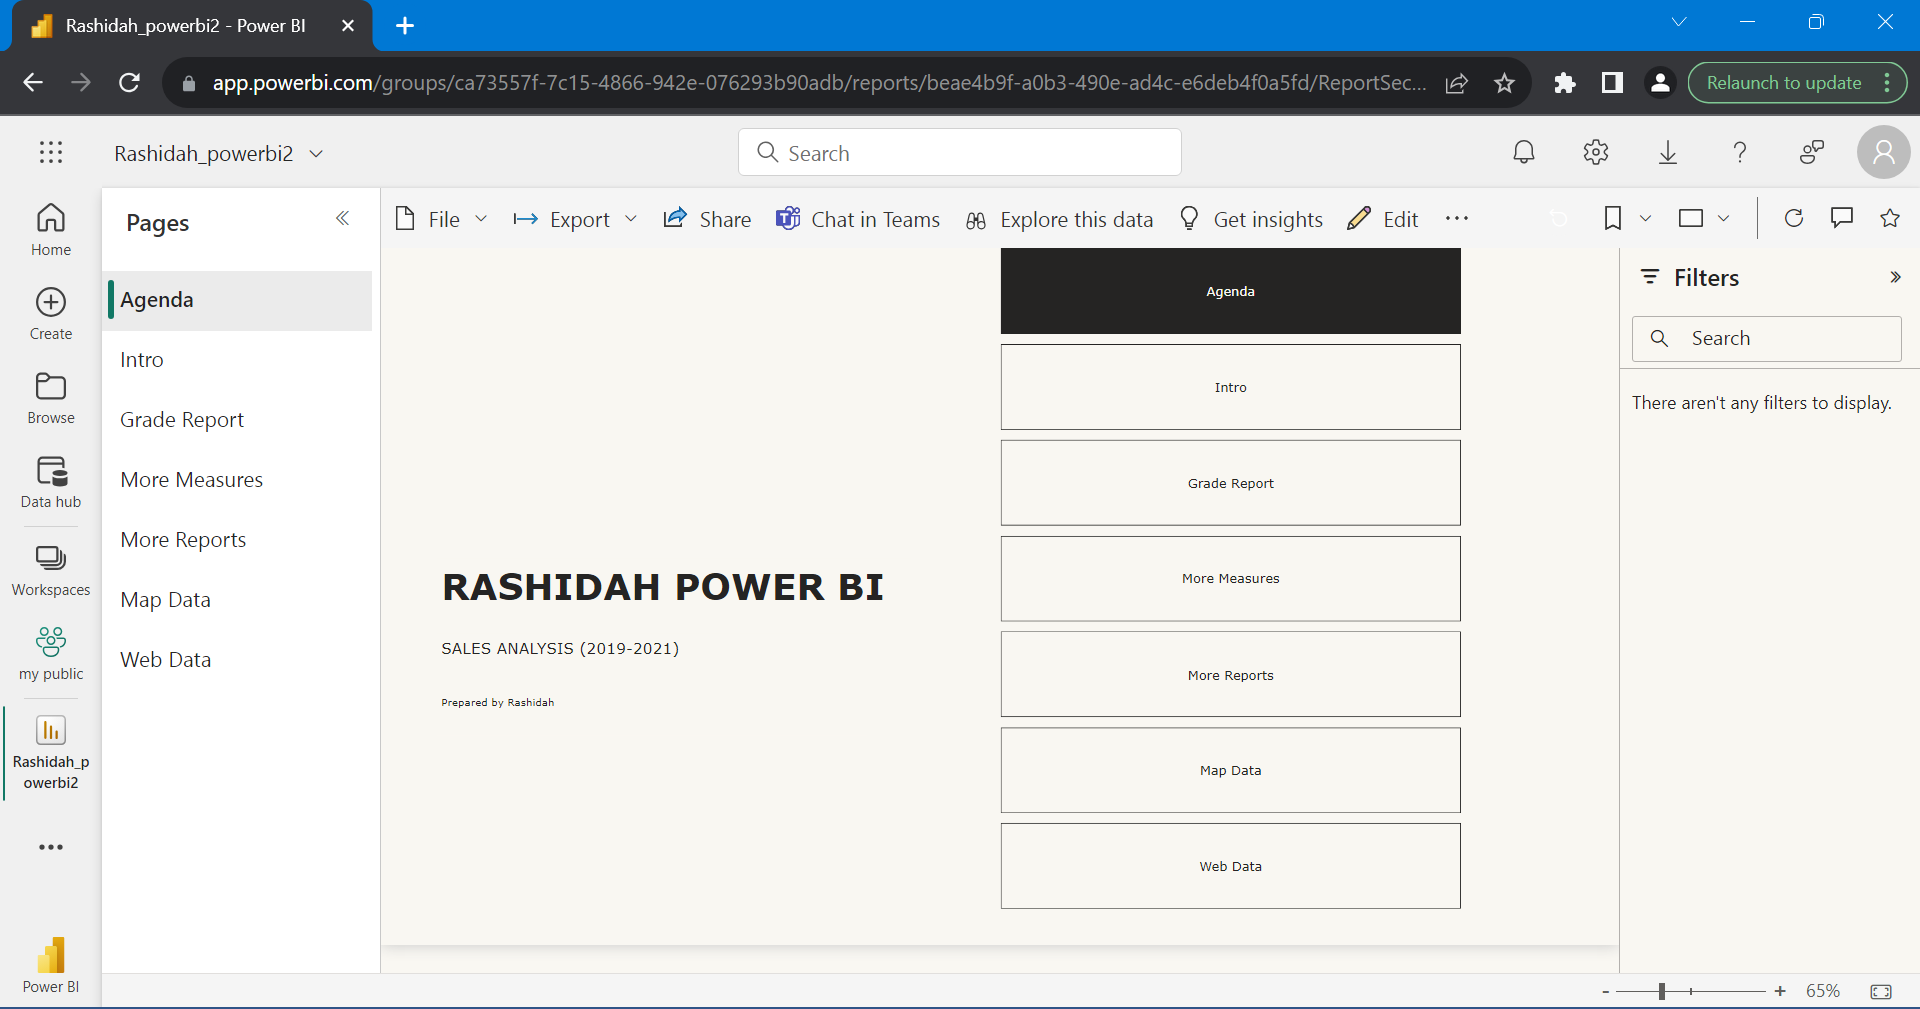 Rashidah_powerbi2 - Power BI
app.powerbi.com/groups/ca73557f-7c15-4866-942e-076293b90adb/reports/beae4b9f-a0b3-490e-ad4c-e6deb4f0a5fd/ReportSec...
Relaunch to update
Rashidah_powerbi2
Search
Home
Create
Browse
Data hub
Workspaces
my public
Rashidah_p
owerbi2
Power BI
Pages
Agenda
Intro
Grade Report
More Measures
More Reports
Map Data
Web Data
File
Export
Share
Chat in Teams
Explore this data
Get insights
Edit
RASHIDAH POWER BI
SALES ANALYSIS (2019-2021)
Prepared by Rashidah
Agenda
Intro
Grade Report
More Measures
More Reports
Map Data
Web Data
Filters
Search
There aren't any filters to display.
- + 65%